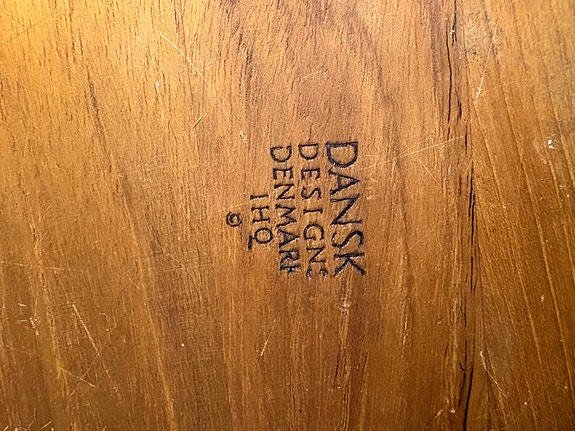 DANSK
DESIGNS
DENMARK
IHQ
©